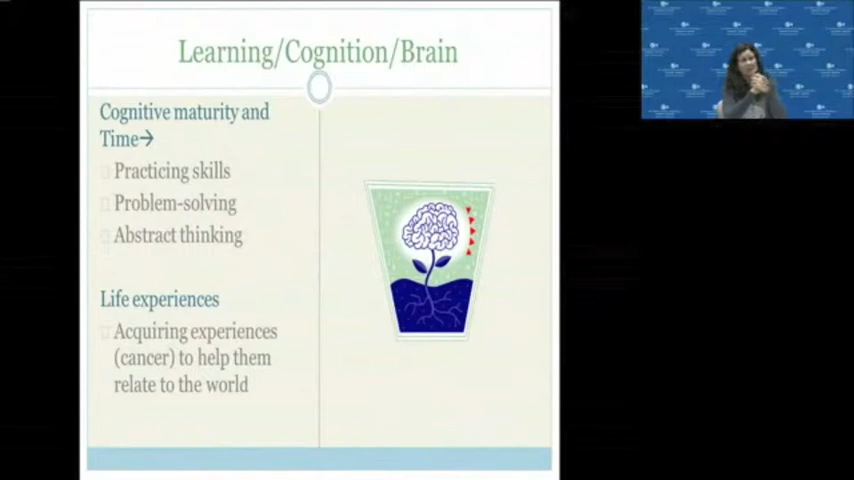 Learning/Cognition/Brain
Cognitive maturity and
Time→
Practicing skills
Problem-solving
Abstract thinking
Life experiences
Acquiring experiences
(cancer) to help them
relate to the world